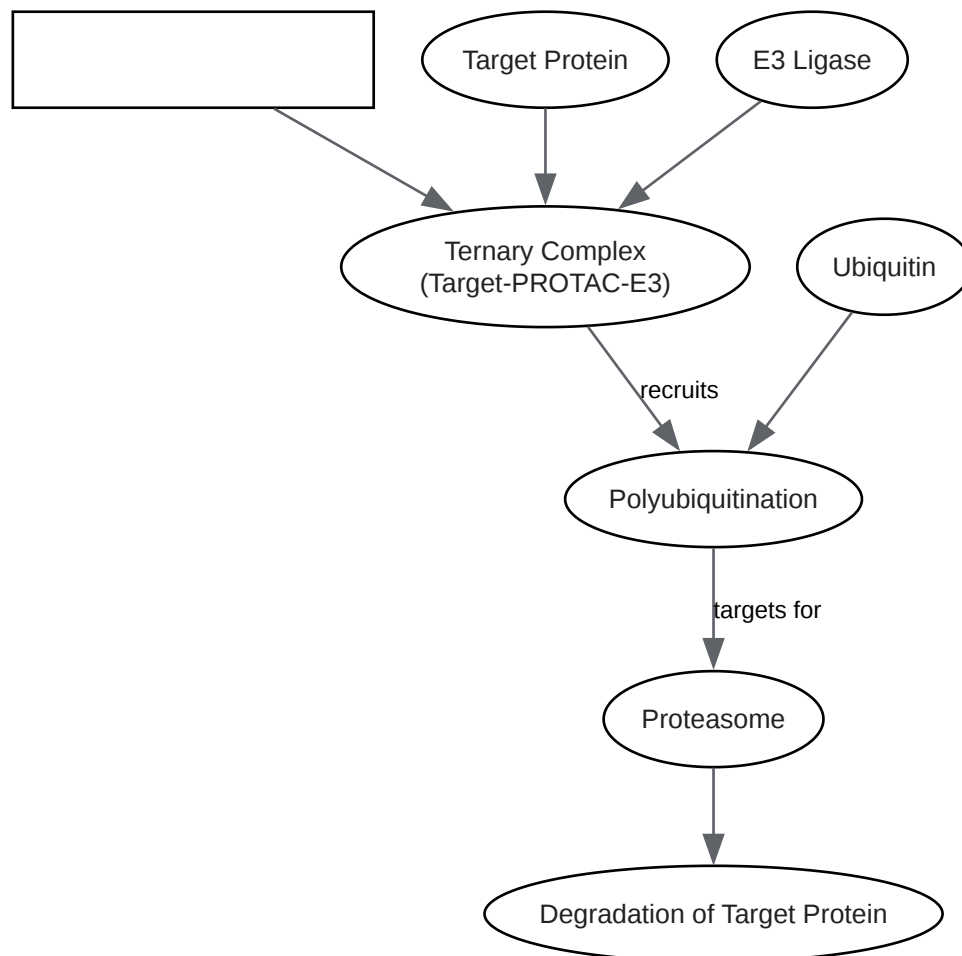 Target Protein
E3 Ligase
Ternary Complex
(Target-PROTAC-E3)
Ubiquitin
recruits
Polyubiquitination
targets for
Proteasome
Degradation of Target Protein